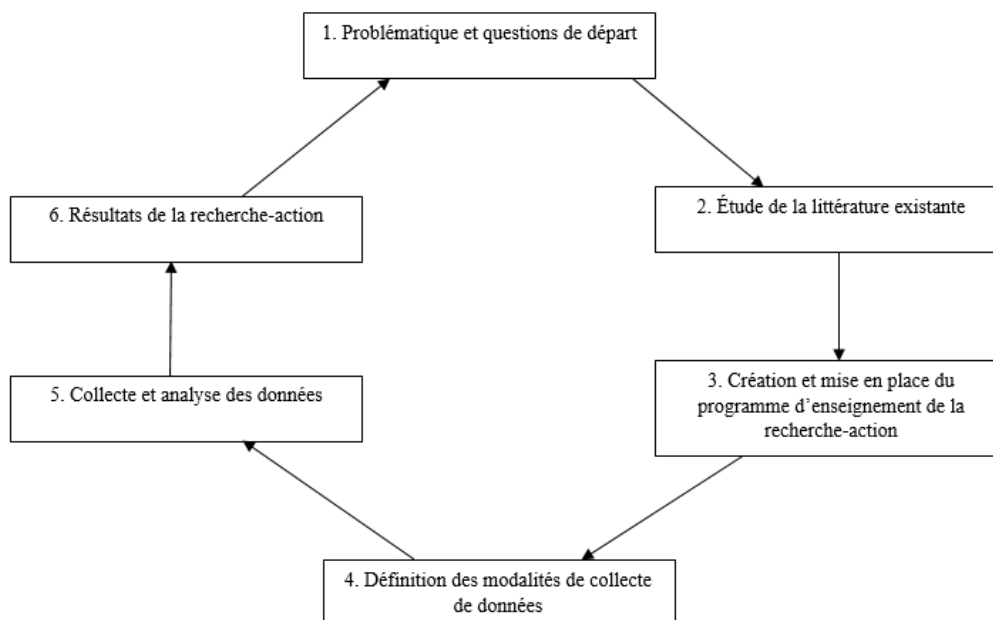 1. Problématique et questions de départ
2. Étude de la littérature existante
3. Création et mise en place du
programme d’enseignement de la
recherche-action
4. Définition des modalités de collecte
de données
5. Collecte et analyse des données
6. Résultats de la recherche-action